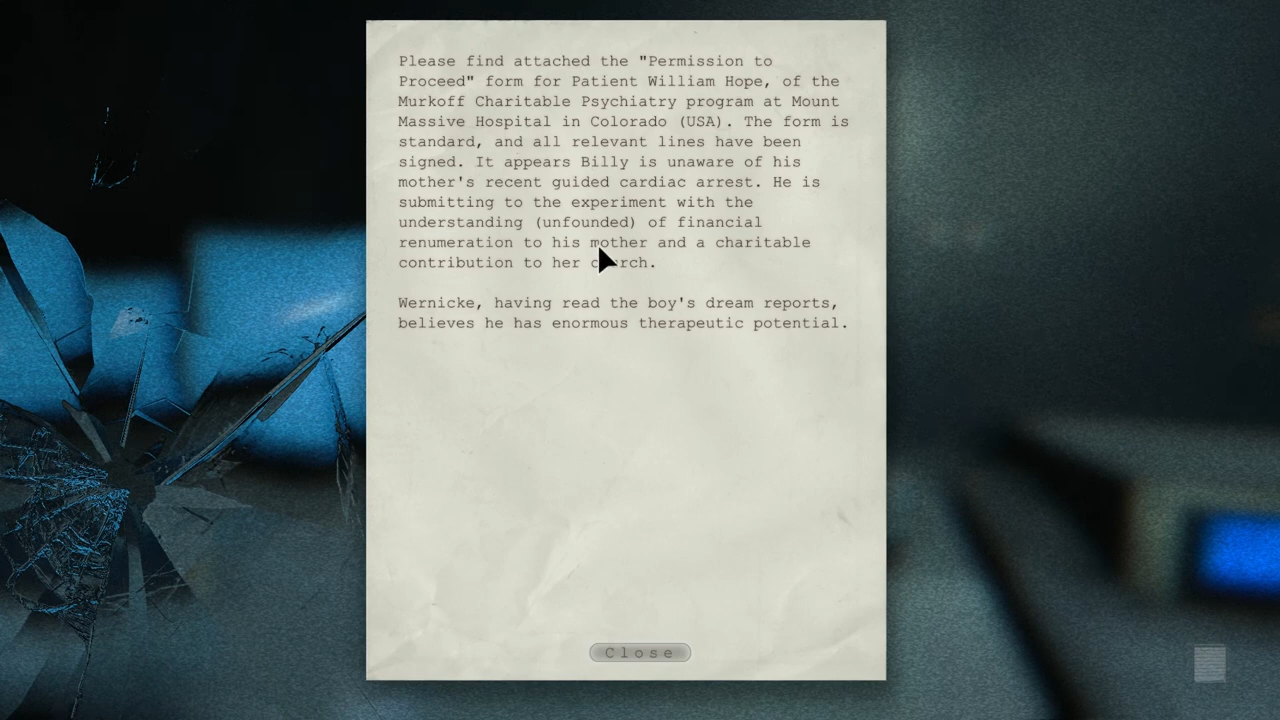 Please find attached the "Permission to
Proceed" form for Patient William Hope, of the
Murkoff Charitable Psychiatry program at Mount
Massive Hospital in Colorado (USA). The form is
standard, and all relevant lines have been
signed. It appears Billy is unaware of his
mother's recent guided cardiac arrest. He is
submitting to the experiment with the
understanding (unfounded) of financial
renumeration to his mother and a charitable
contribution to her church.
Wernicke, having read the boy's dream reports,
believes he has enormous therapeutic potential.
Close